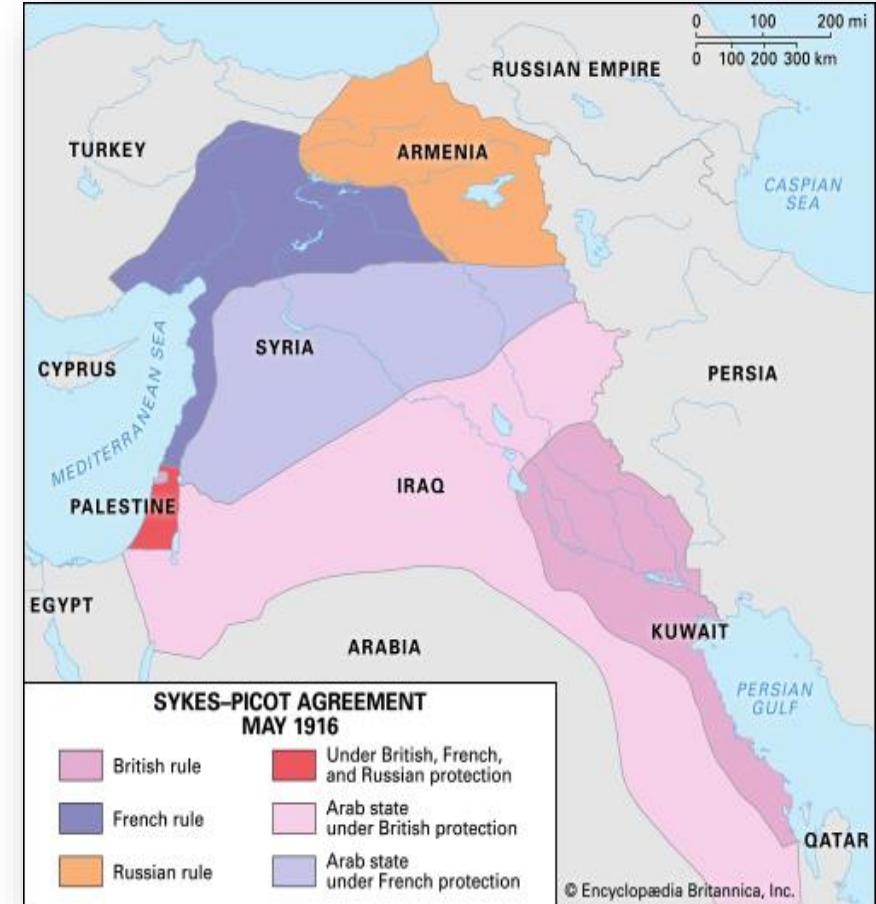 0 100 200 mi
0 100 200 300 km
RUSSIAN EMPIRE
TURKEY
ARMENIA
CASPIAN
SEA
SYRIA
CYPRUS
PERSIA
MEDITERRANEAN SEA
IRAQ
PALESTINE
EGYPT
KUWAIT
ARABIA
PERSIAN
GULF
QATAR
SYKES–PICOT AGREEMENT
MAY 1916
British rule
French rule
Russian rule
Under British, French,
and Russian protection
Arab state
under British protection
Arab state
under French protection
© Encyclopædia Britannica, Inc.